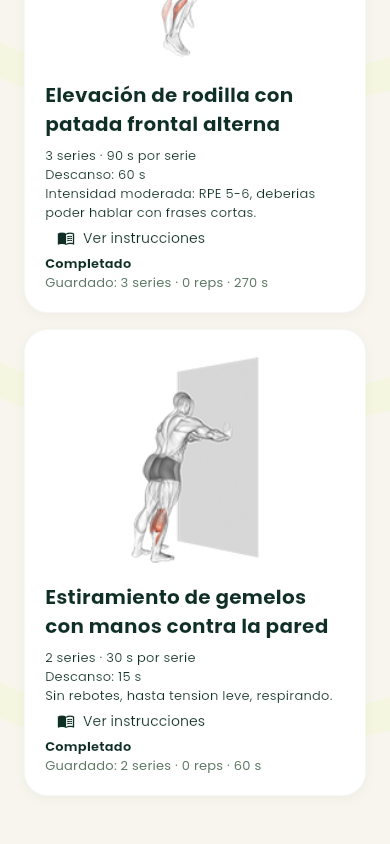 Elevación de rodilla con
patada frontal alterna
3 series · 90 s por serie
Descanso: 60 s
Intensidad moderada: RPE 5-6, deberias
poder hablar con frases cortas.
Ver instrucciones
Completado
Guardado: 3 series · 0 reps · 270 s
Estiramiento de gemelos
con manos contra la pared
2 series · 30 s por serie
Descanso: 15 s
Sin rebotes, hasta tension leve, respirando.
Ver instrucciones
Completado
Guardado: 2 series · 0 reps · 60 s